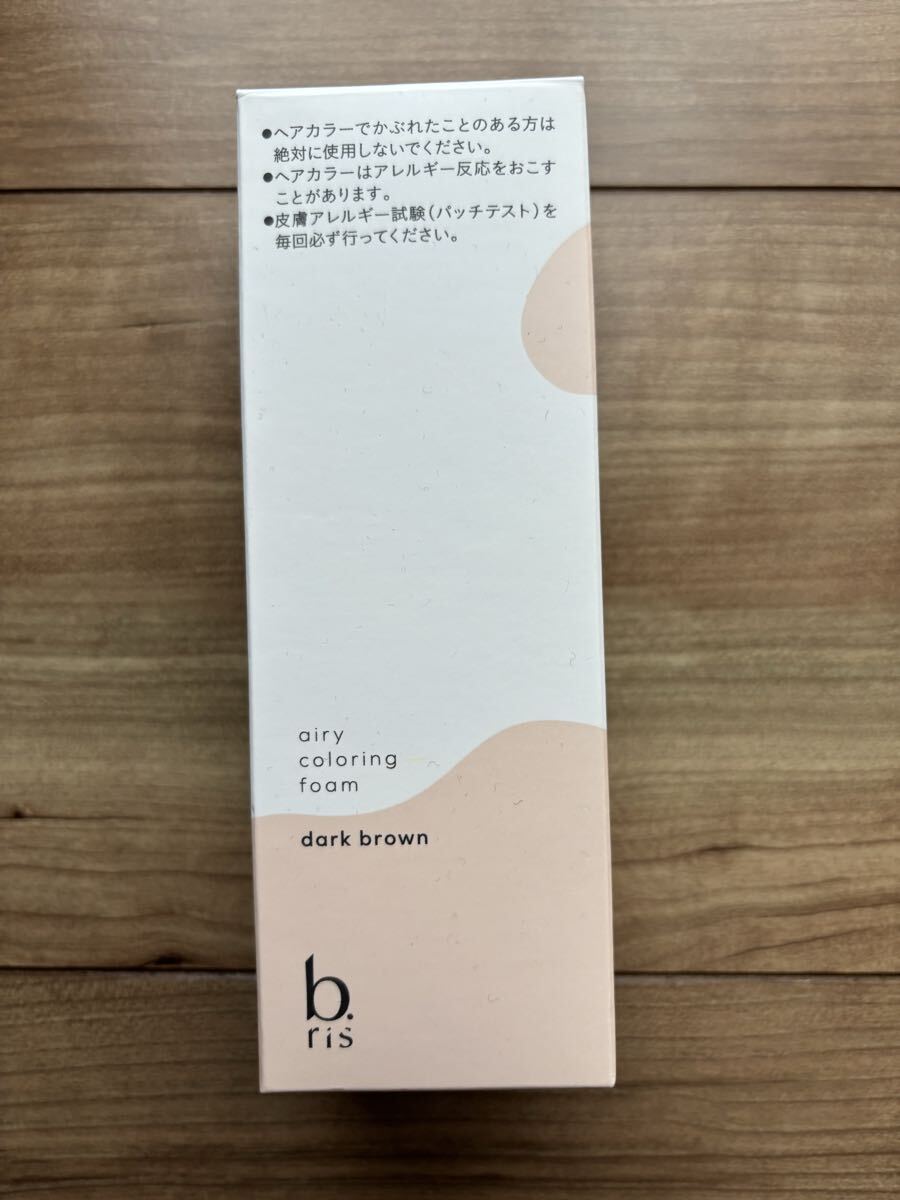 ●ヘアカラーでかぶれたことのある方は
絶対に使用しないでください。
●ヘアカラーはアレルギー反応をおこす
ことがあります。
●皮膚アレルギー試験(パッチテスト)を
毎回必ず行ってください。
airy
coloring
foam
dark brown
b.
ris